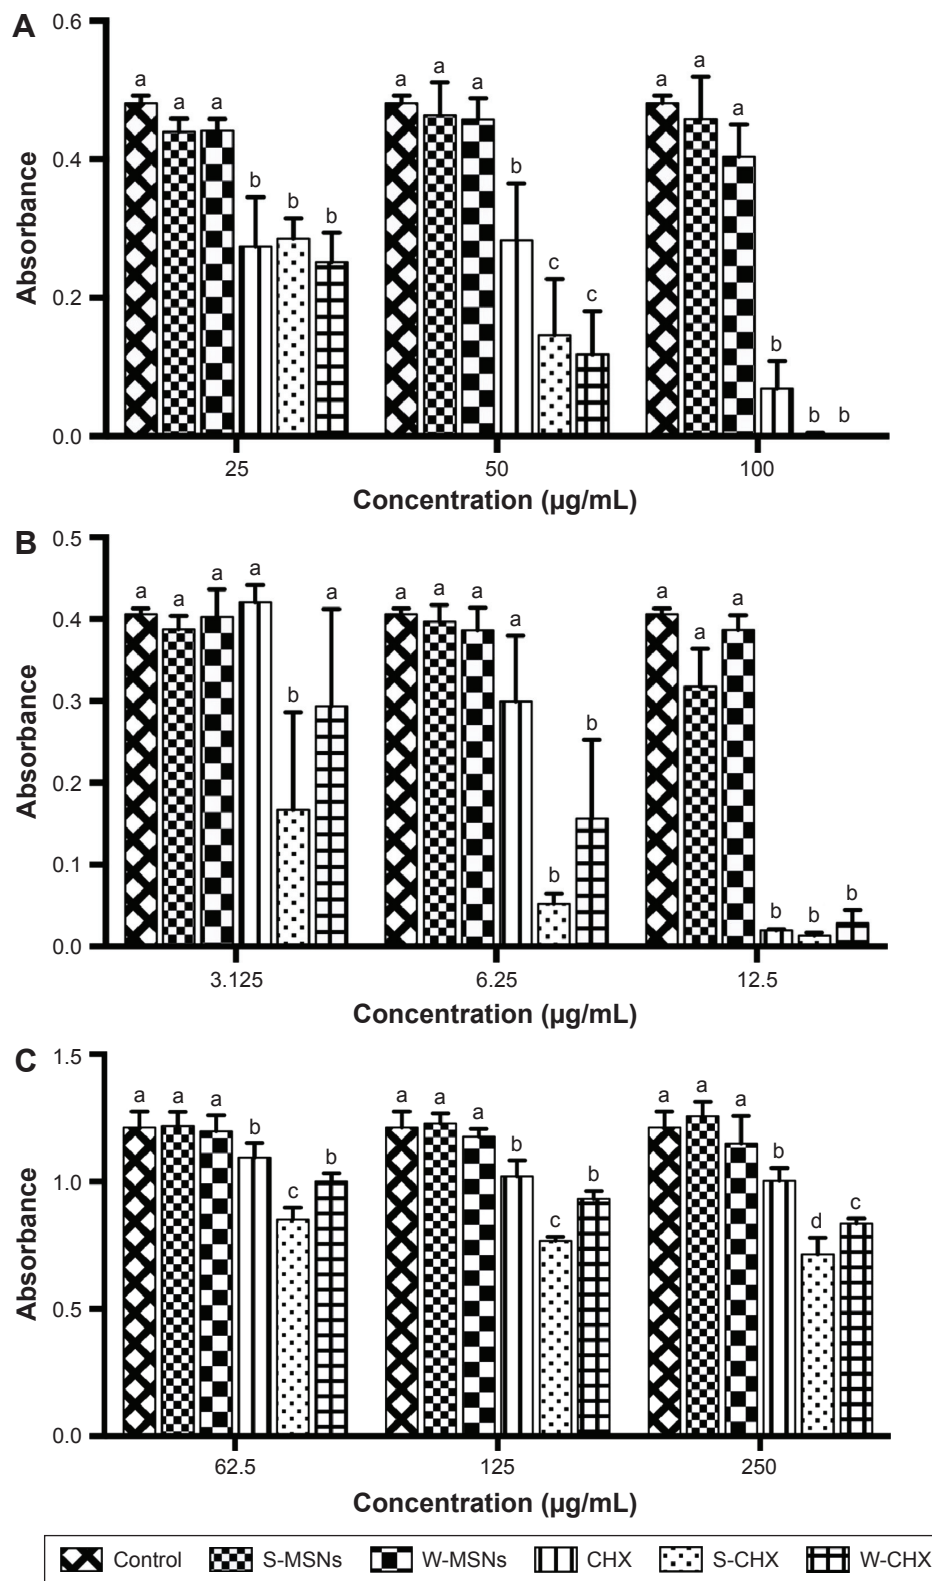 A
0.6
a a a b b b a a a b c c a a a b b b
0.4
0.2
0.0
Absorbance
25 50 100
Concentration (µg/mL)
B
0.5
a a a a b a a a a a b b a a a b b b
0.4
0.3
0.2
0.1
0.0
Absorbance
3.125 6.25 12.5
Concentration (µg/mL)
C
1.5
a a a b c b a a a b c b a a a b d c
1.0
0.5
0.0
Absorbance
62.5 125 250
Concentration (µg/mL)
Control S-MSNs W-MSNs CHX S-CHX W-CHX